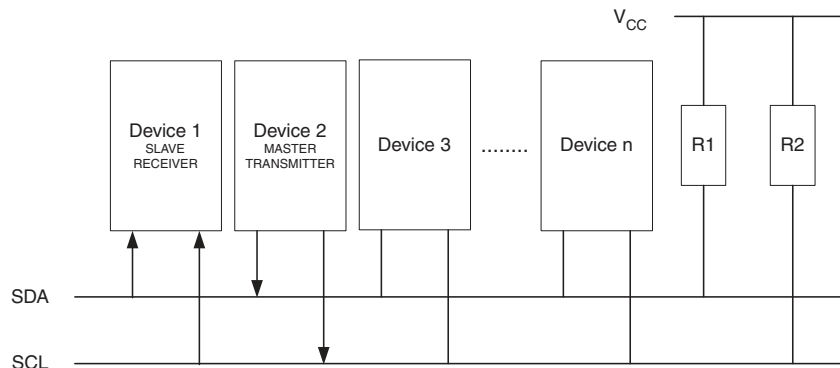 VCC
Device 1
SLAVE
RECEIVER
Device 2
MASTER
TRANSMITTER
Device 3
........
Device n
R1
R2
SDA
SCL